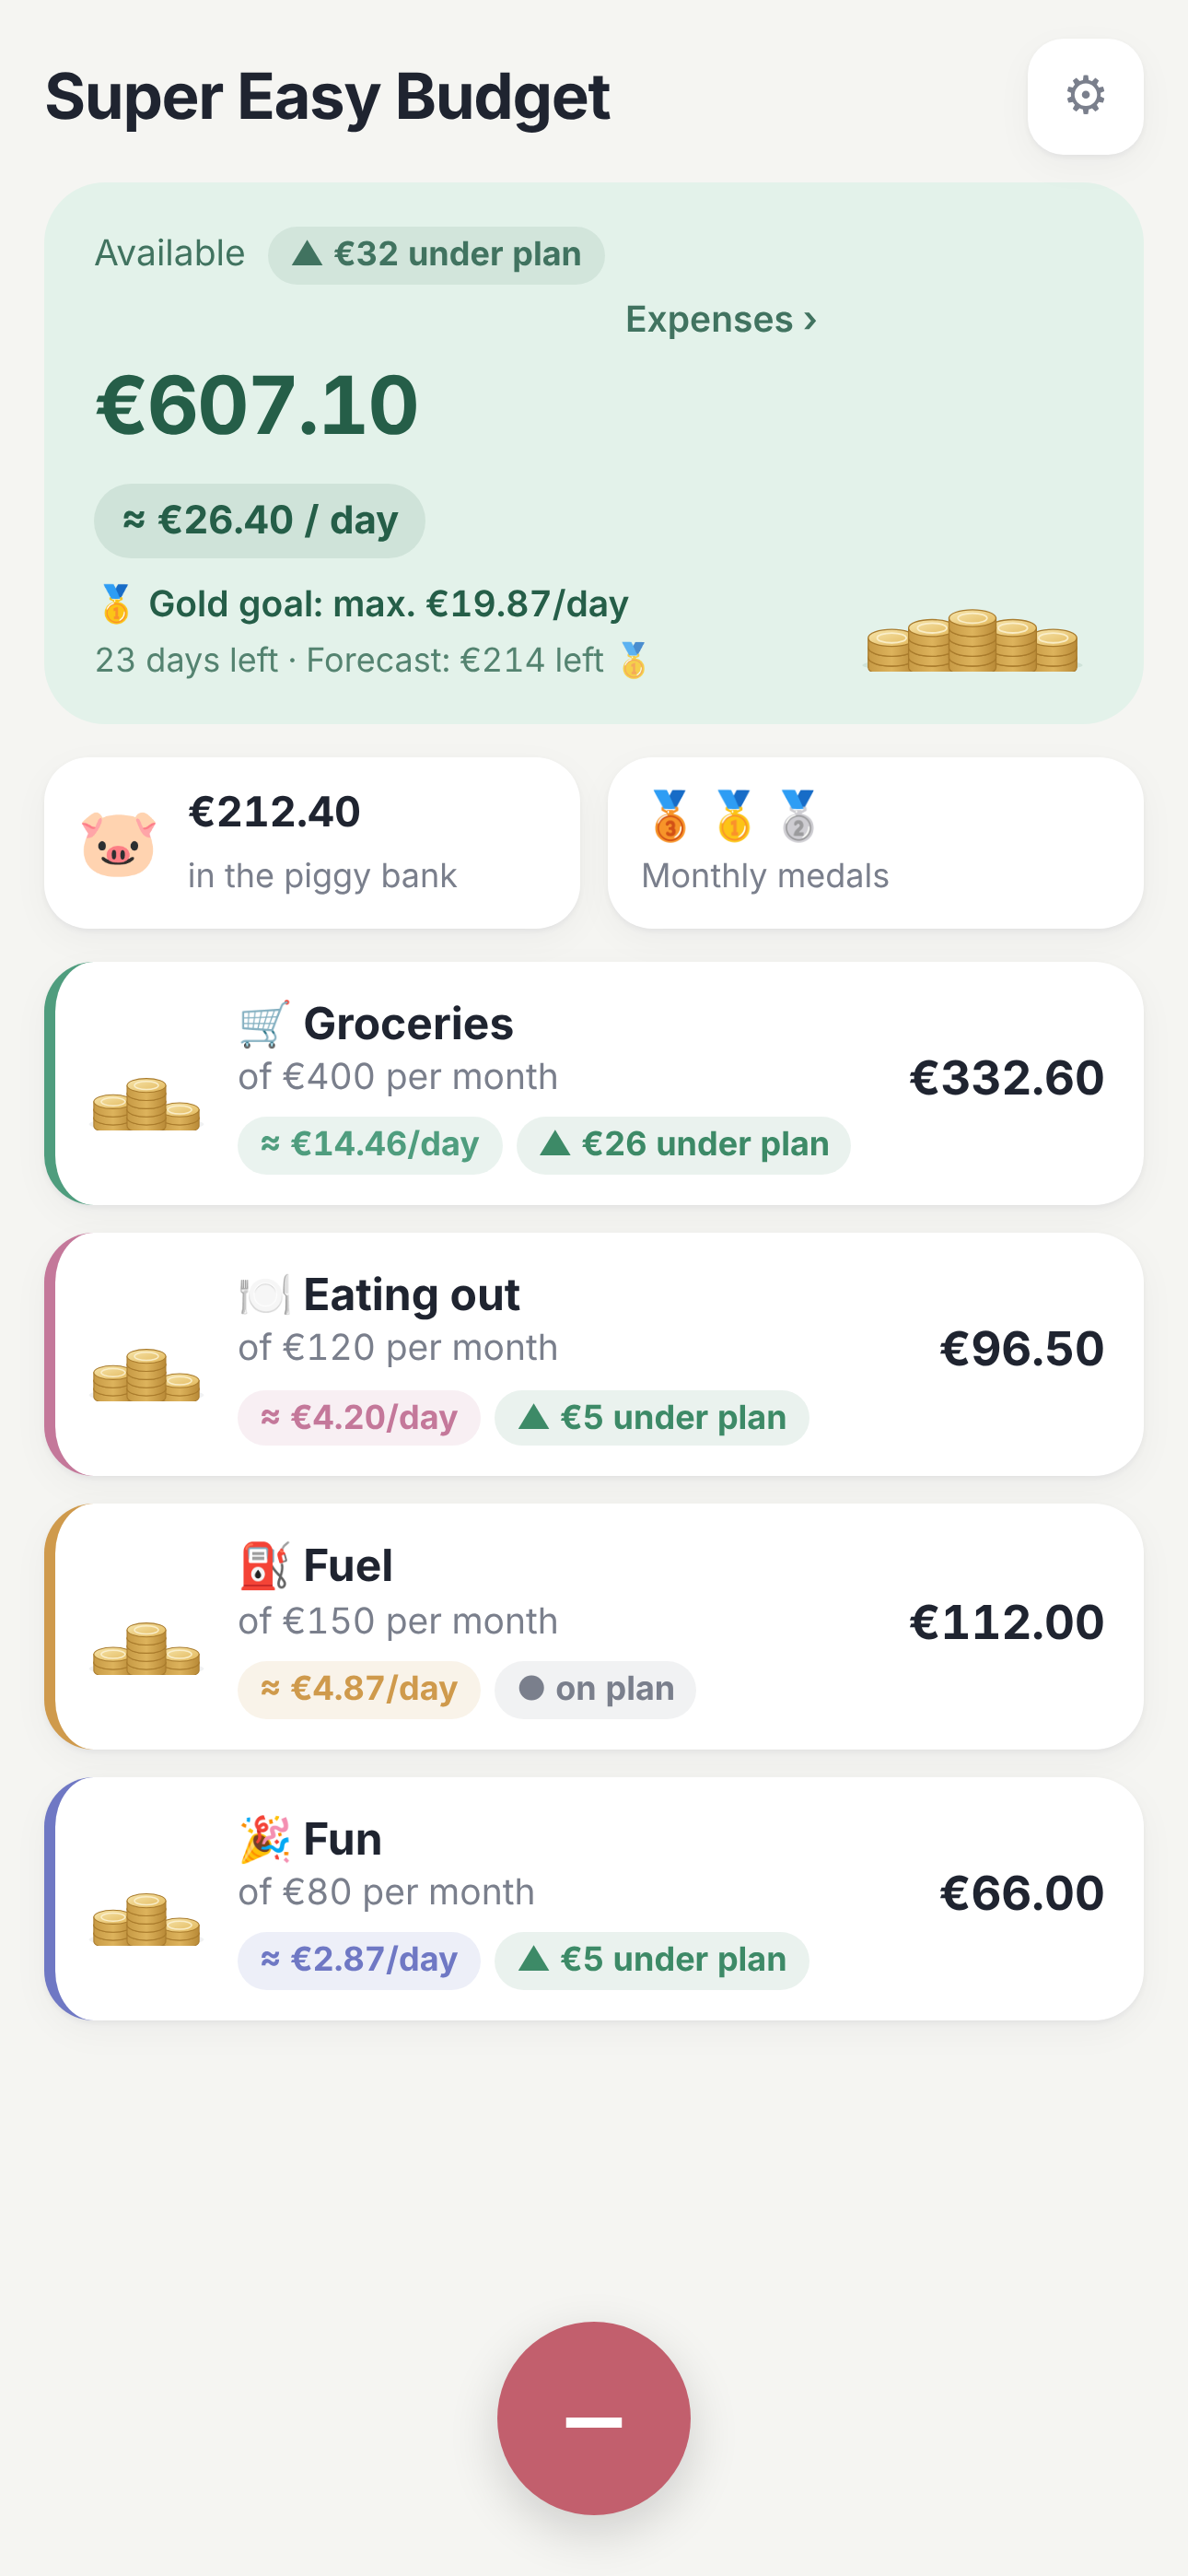 Super Easy Budget
Available ▲ €32 under plan
Expenses ›
€607.10
≈ €26.40 / day
🥇 Gold goal: max. €19.87/day
23 days left · Forecast: €214 left 🥇
€212.40
in the piggy bank
Monthly medals
Groceries
of €400 per month
€332.60
≈ €14.46/day ▲ €26 under plan
Eating out
of €120 per month
€96.50
≈ €4.20/day ▲ €5 under plan
Fuel
of €150 per month
€112.00
≈ €4.87/day ● on plan
Fun
of €80 per month
€66.00
≈ €2.87/day ▲ €5 under plan